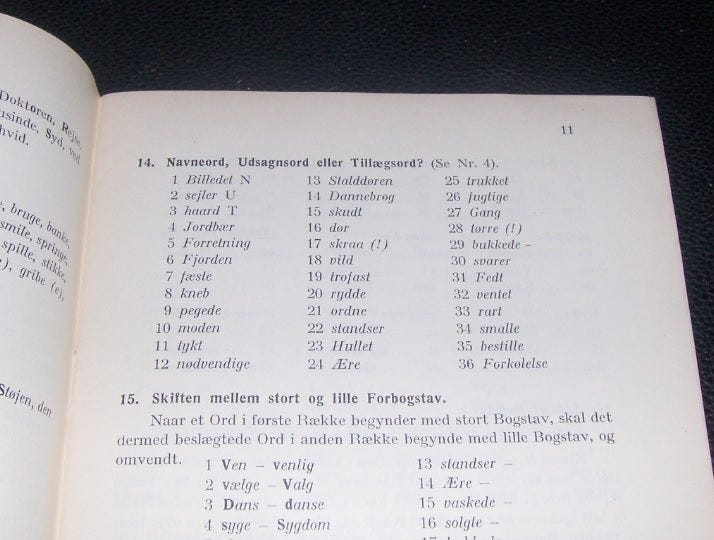 Doktoren, Rejse,
Syd, ved
hvid.
bruge, banke,
smile, springe,
spille, stikke,
gribe (e),
Støjen, den
11
14. Navneord, Udsagnsord eller Tillægsord? (Se Nr. 4).
1 Billedet N 13 Stalddøren 25 trukket
2 sejler U 14 Dannebrog 26 fugtige
3 haard T 15 skudt 27 Gang
4 Jordbær 16 dør 28 tørre (!)
5 Forretning 17 skraa (!) 29 bukkede –
6 Fjorden 18 vild 30 svarer
7 fæste 19 trofast 31 Fedt
8 kneb 20 rydde 32 ventet
9 pegede 21 ordne 33 rart
10 moden 22 standser 34 smalle
11 tykt 23 Hullet 35 bestille
12 nødvendige 24 Ære 36 Forkølelse
15. Skiften mellem stort og lille Forbogstav.
Naar et Ord i første Række begynder med stort Bogstav, skal det
dermed beslægtede Ord i anden Række begynde med lille Bogstav, og
omvendt.
1 Ven – venlig 13 standser –
2 vælge – Valg 14 Ære –
3 Dans – danse 15 vaskede –
4 syge – Sygdom 16 solgte –